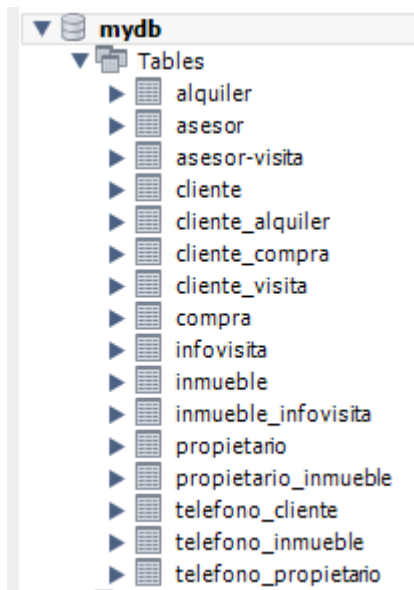 mydb
Tables
alquiler
asesor
asesor-visita
cliente
cliente_alquiler
cliente_compra
cliente_visita
compra
infovisita
inmueble
inmueble_infovisita
propietario
propietario_inmueble
telefono_cliente
telefono_inmueble
telefono_propietario